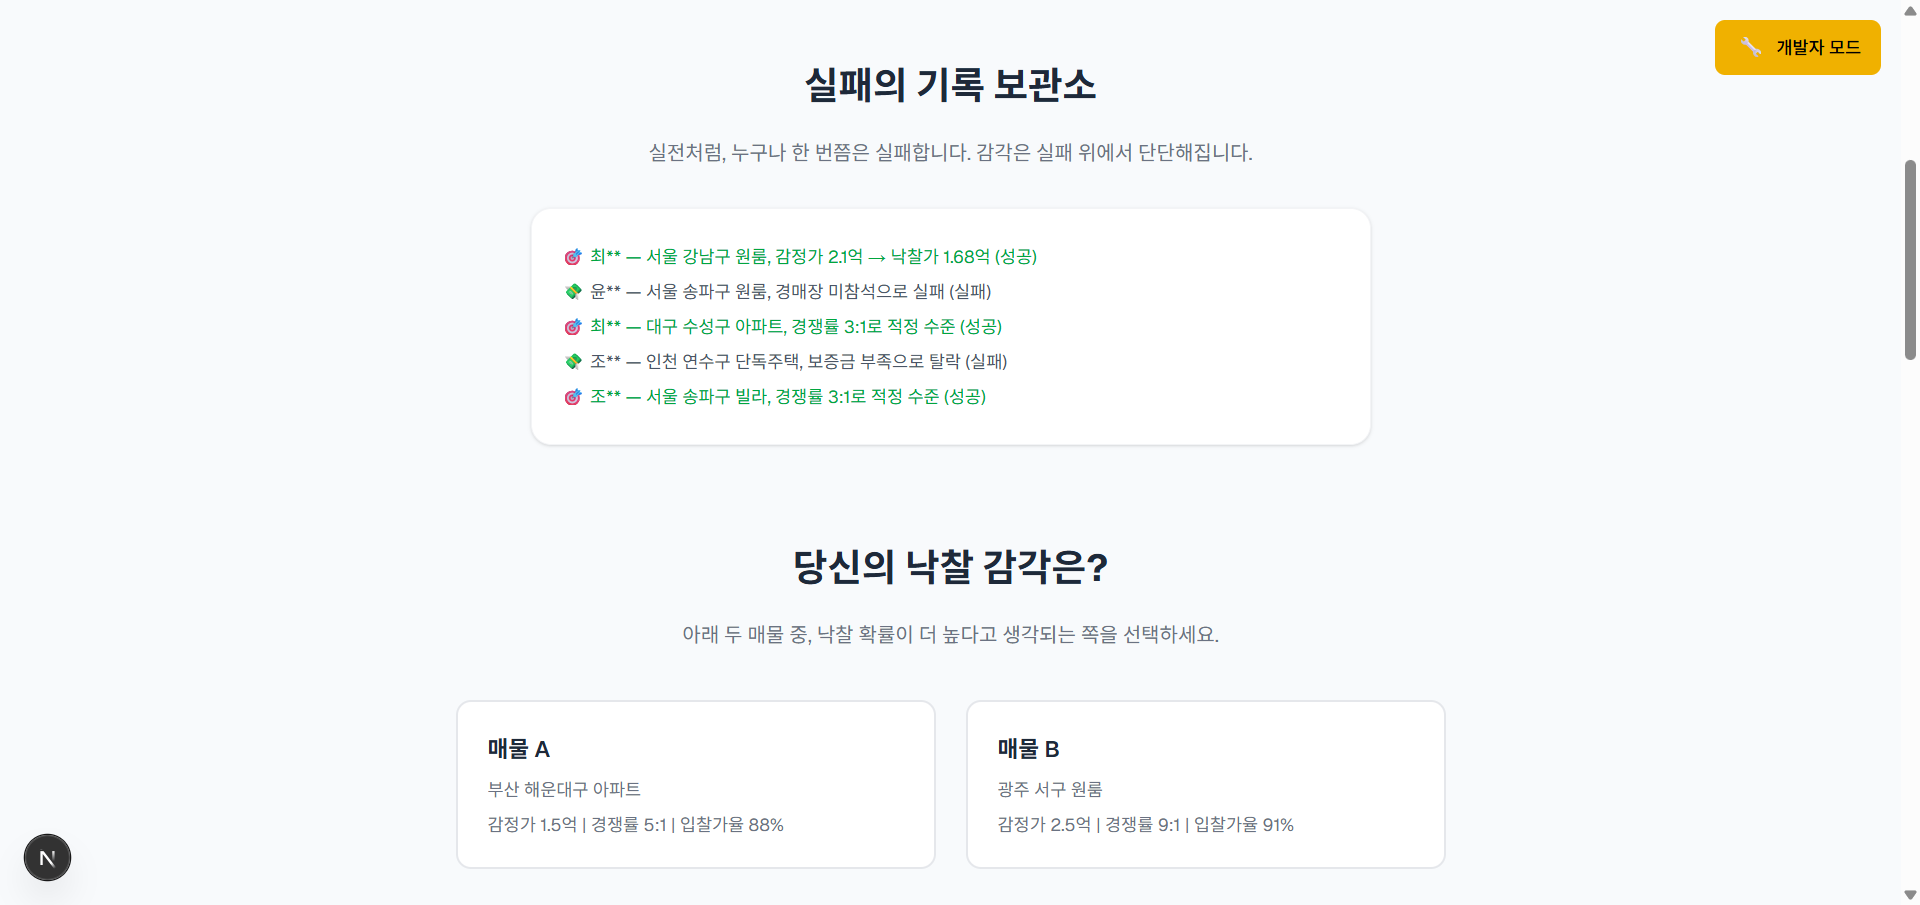 개발자 모드
실패의 기록 보관소
실전처럼, 누구나 한 번쯤은 실패합니다. 감각은 실패 위에서 단단해집니다.
최** — 서울 강남구 원룸, 감정가 2.1억 → 낙찰가 1.68억 (성공)
윤** — 서울 송파구 원룸, 경매장 미참석으로 실패 (실패)
최** — 대구 수성구 아파트, 경쟁률 3:1로 적정 수준 (성공)
조** — 인천 연수구 단독주택, 보증금 부족으로 탈락 (실패)
조** — 서울 송파구 빌라, 경쟁률 3:1로 적정 수준 (성공)
당신의 낙찰 감각은?
아래 두 매물 중, 낙찰 확률이 더 높다고 생각되는 쪽을 선택하세요.
매물 A
부산 해운대구 아파트
감정가 1.5억 | 경쟁률 5:1 | 입찰가율 88%
매물 B
광주 서구 원룸
감정가 2.5억 | 경쟁률 9:1 | 입찰가율 91%
N